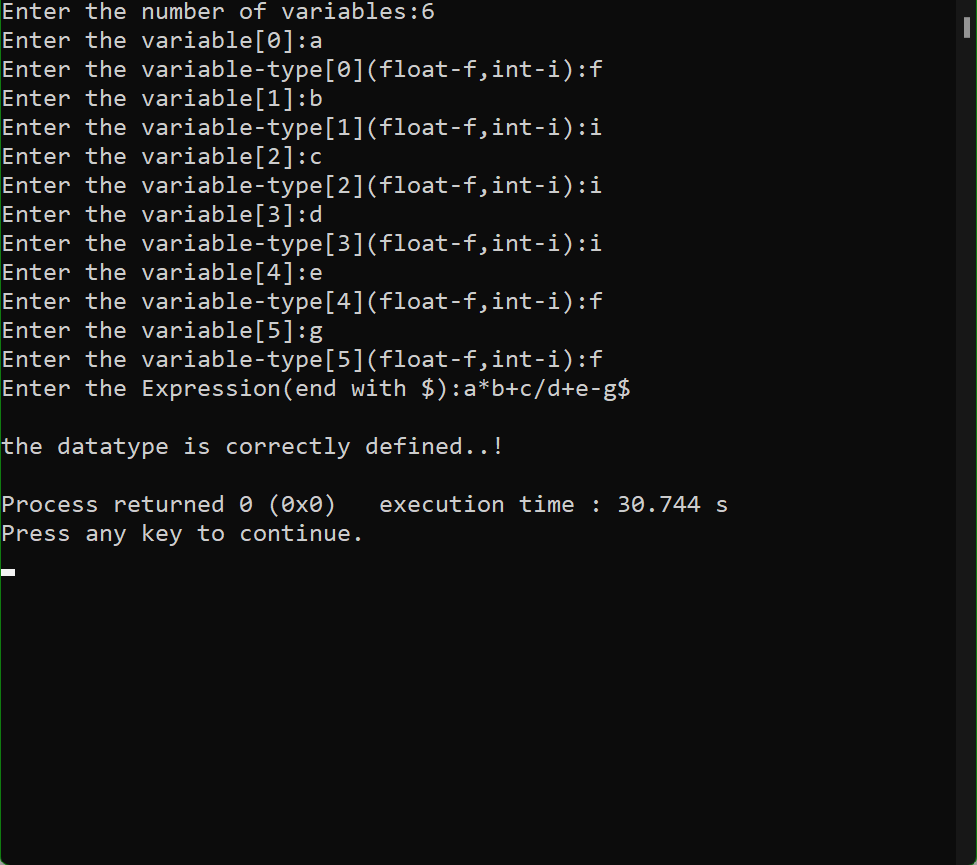 Enter the number of variables:6
Enter the variable[0]:a
Enter the variable-type[0](float-f,int-i):f
Enter the variable[1]:b
Enter the variable-type[1](float-f,int-i):i
Enter the variable[2]:c
Enter the variable-type[2](float-f,int-i):i
Enter the variable[3]:d
Enter the variable-type[3](float-f,int-i):i
Enter the variable[4]:e
Enter the variable-type[4](float-f,int-i):f
Enter the variable[5]:g
Enter the variable-type[5](float-f,int-i):f
Enter the Expression(end with $):a*b+c/d+e-g$
the datatype is correctly defined..!
Process returned 0 (0x0)   execution time : 30.744 s
Press any key to continue.